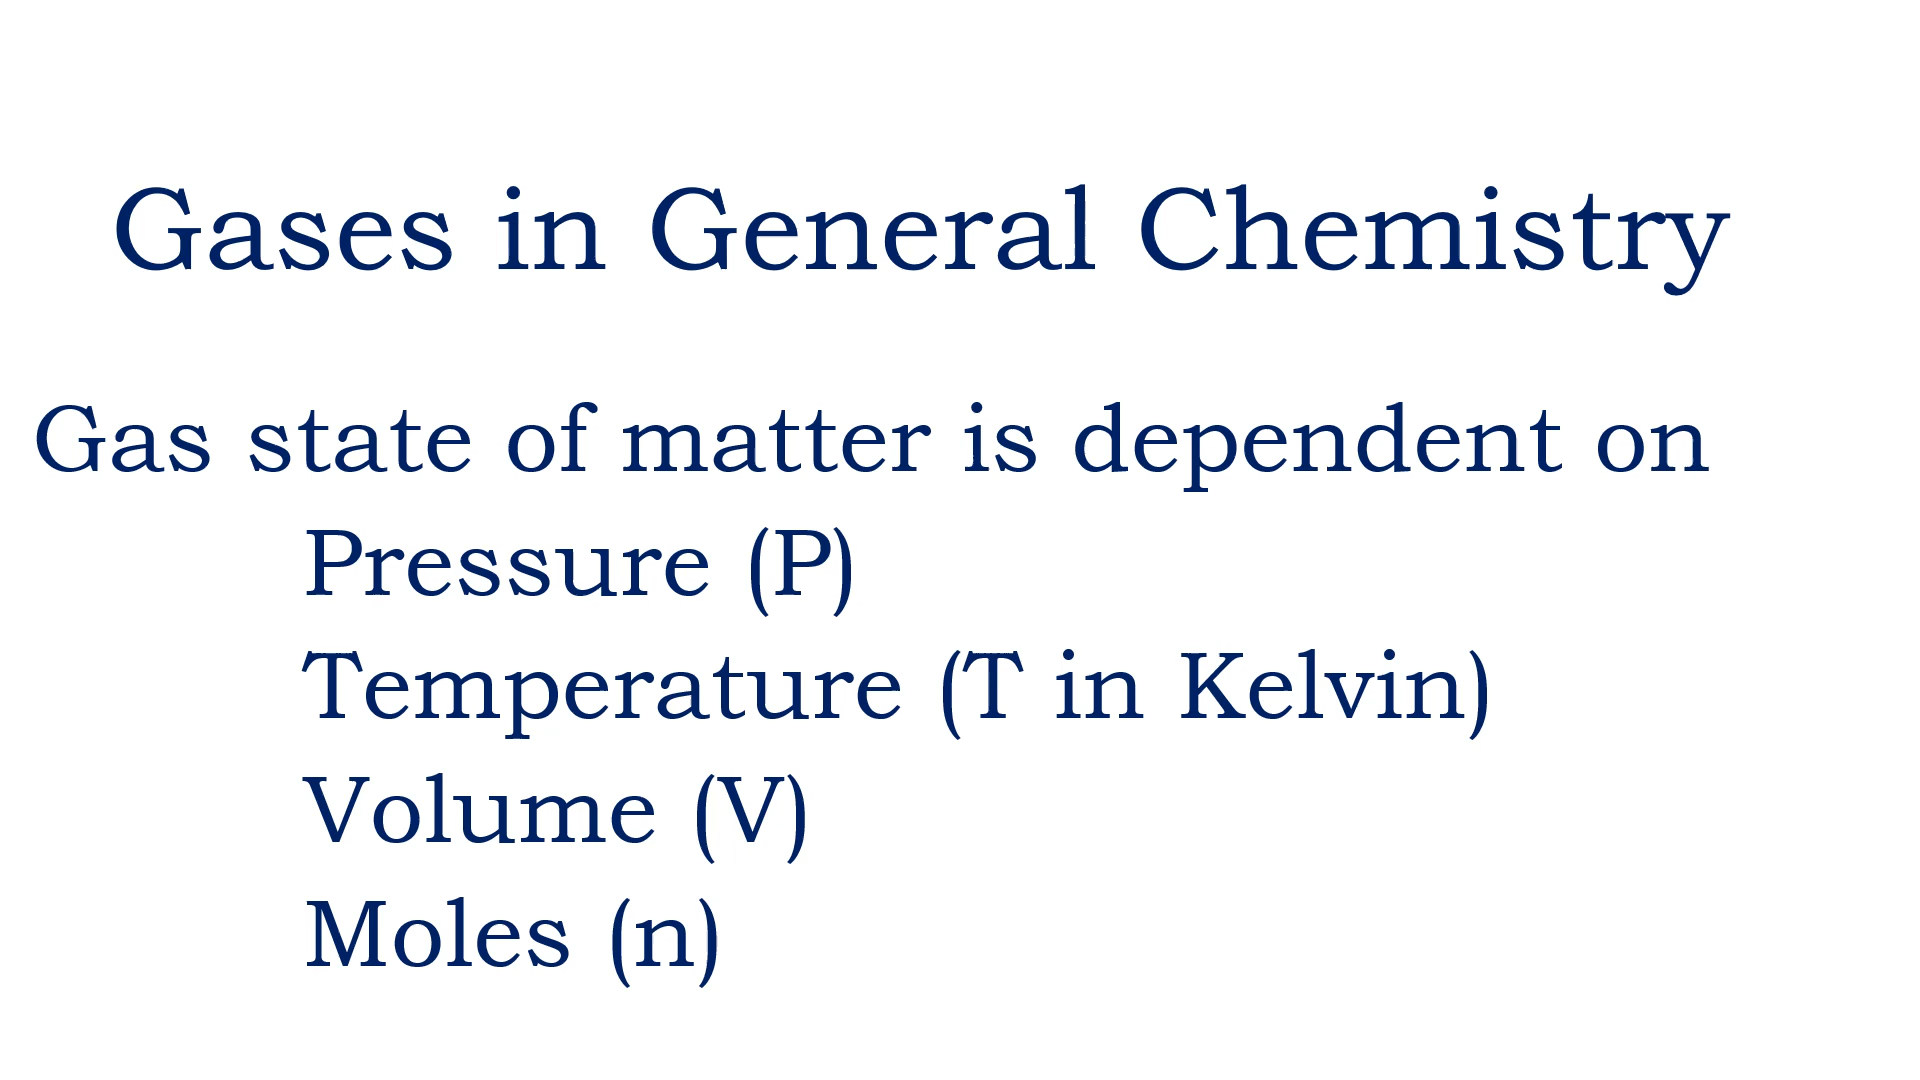 Gases in General Chemistry
Gas state of matter is dependent on
Pressure (P)
Temperature (T in Kelvin)
Volume (V)
Moles (n)